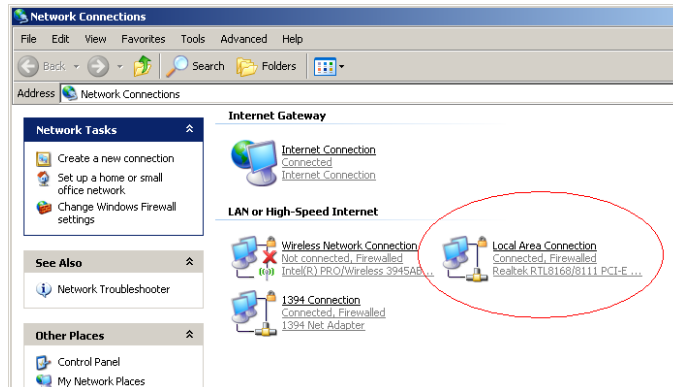 Network Connections
File Edit View Favorites Tools Advanced Help
Back Search Folders
Address Network Connections
Network Tasks
Create a new connection
Set up a home or small
office network
Change Windows Firewall
settings
See Also
Network Troubleshooter
Other Places
Control Panel
My Network Places
Internet Gateway
Internet Connection
Connected
Internet Connection
LAN or High-Speed Internet
Wireless Network Connection
Not connected, Firewalled
Intel(R) PRO/Wireless 3945AB...
Local Area Connection
Connected, Firewalled
Realtek RTL8168/8111 PCI-E ...
1394 Connection
Connected, Firewalled
1394 Net Adapter